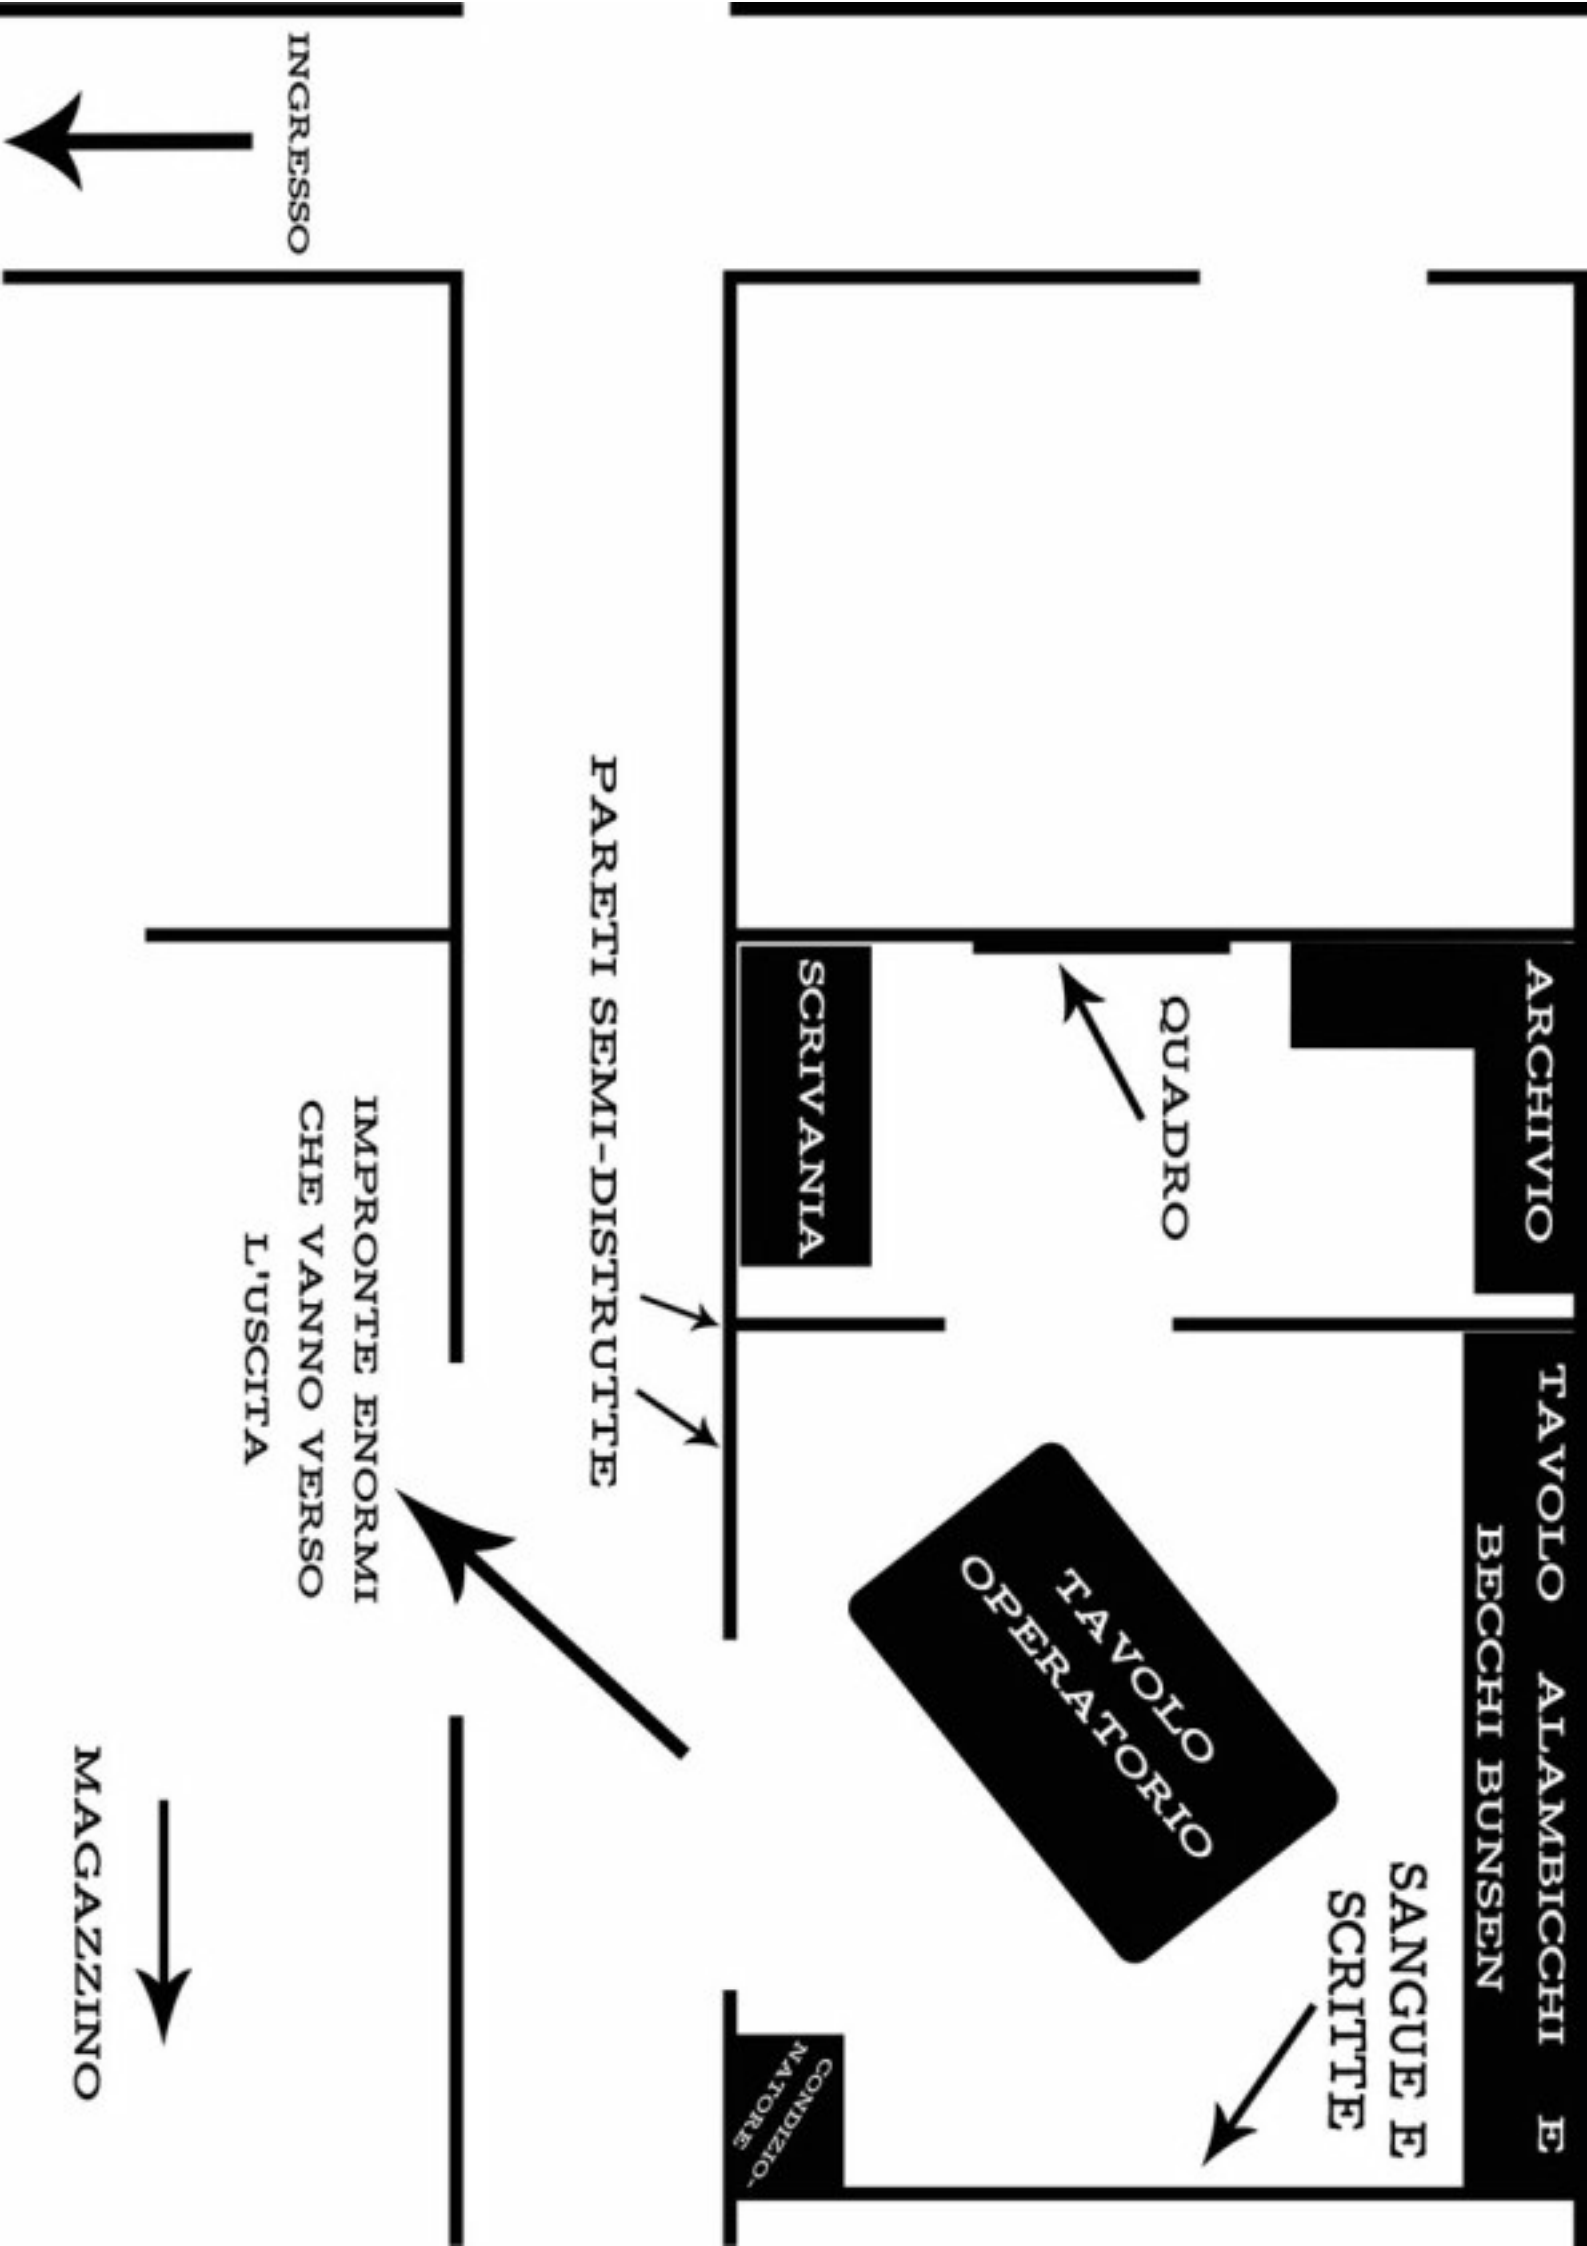 ARCHIVIO
TAVOLO ALAMBICCHI E
BECCHI BUNSEN
SANGUE E
SCRITTE
QUADRO
TAVOLO
OPERATORIO
SCRIVANIA
CONDIZIO-
NATORE
PARETI SEMI-DISTRUTTE
INGRESSO
IMPRONTE ENORMI
CHE VANNO VERSO
L'USCITA
MAGAZZINO